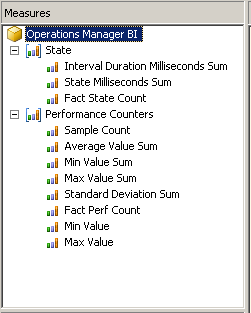 Measures
Operations Manager BI
State
Interval Duration Milliseconds Sum
State Milliseconds Sum
Fact State Count
Performance Counters
Sample Count
Average Value Sum
Min Value Sum
Max Value Sum
Standard Deviation Sum
Fact Perf Count
Min Value
Max Value